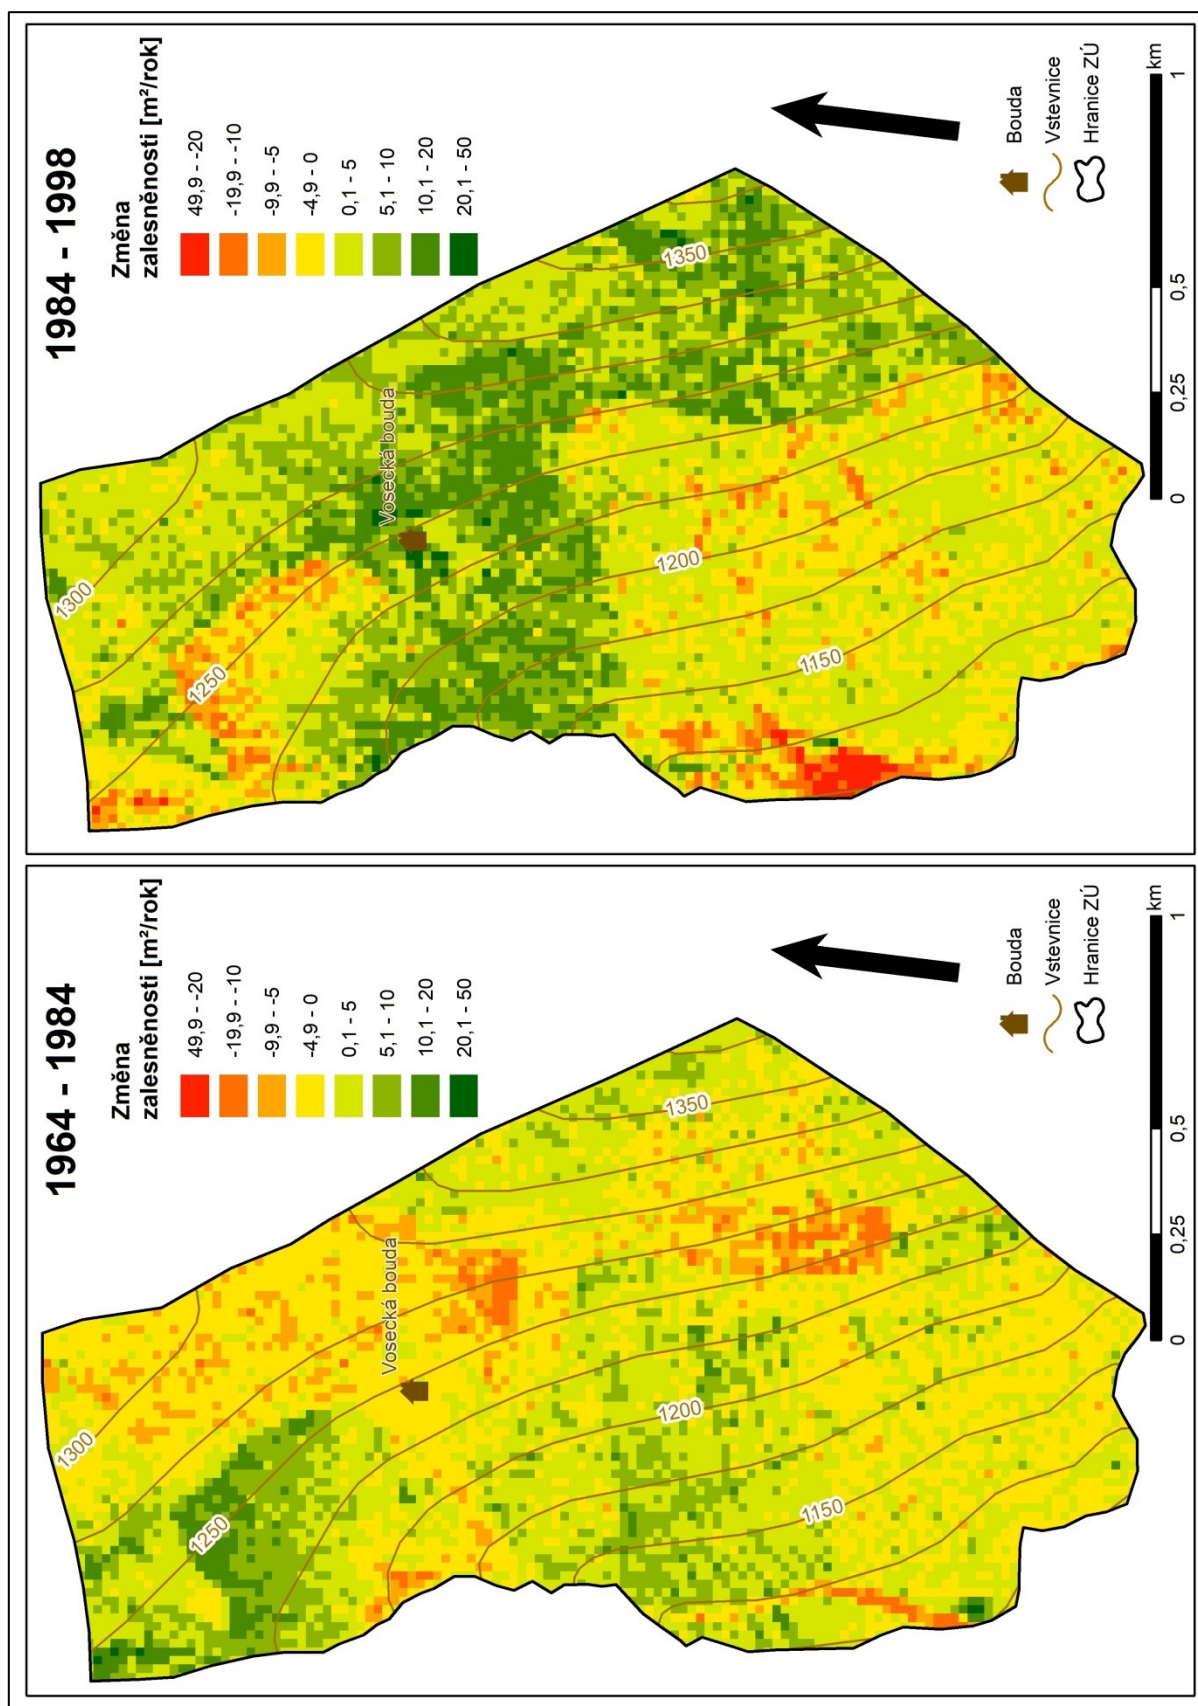 1964 - 1984
Změna
zalesněnosti [m²/rok]
49,9 - -20
-19,9 - -10
-9,9 - -5
-4,9 - 0
0,1 - 5
5,1 - 10
10,1 - 20
20,1 - 50
1300
1250
Vosecká bouda
1350
1200
1150
Bouda
Vstevnice
Hranice ZÚ
0
0,25
0,5
1
km
1984 - 1998
Změna
zalesněnosti [m²/rok]
49,9 - -20
-19,9 - -10
-9,9 - -5
-4,9 - 0
0,1 - 5
5,1 - 10
10,1 - 20
20,1 - 50
1300
1250
Vosecká bouda
1350
1200
1150
Bouda
Vstevnice
Hranice ZÚ
0
0,25
0,5
1
km